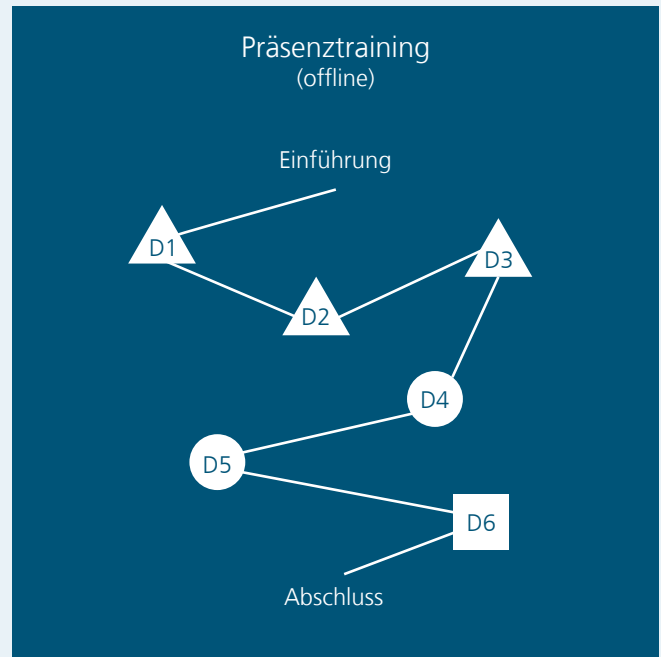 Präsenztraining
(offline)
Einführung
D1
D2
D3
D4
D5
D6
Abschluss